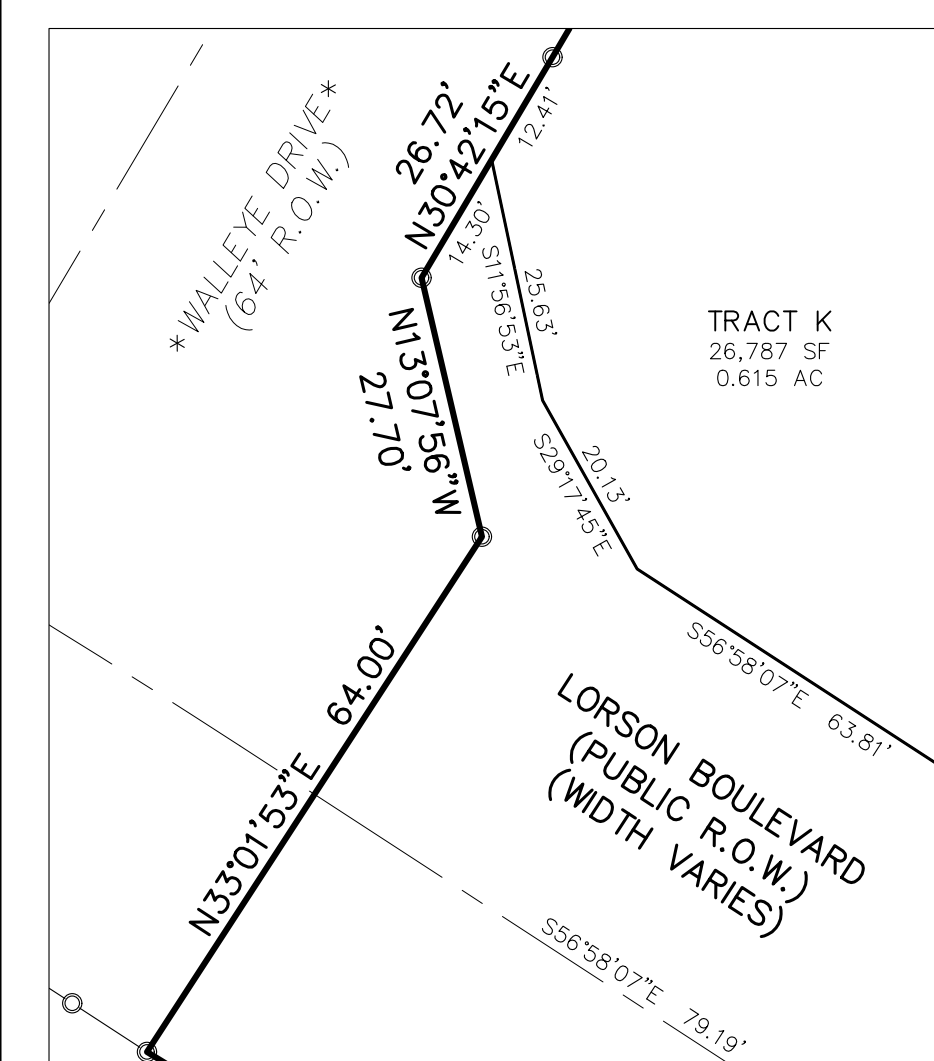 *WALLEYE DRIVE*
(64' R.O.W.)
26.72'
N30°42'15"E
12.41'
14.30'
S11°56'53"E
25.63'
N13°07'56"W
27.70'
TRACT K
26,787 SF
0.615 AC
20.13'
S29°17'45"E
S56°58'07"E 63.81'
N33°01'53"E 64.00'
LORSON BOULEVARD
(PUBLIC R.O.W.)
(WIDTH VARIES)
S56°58'07"E 79.19'